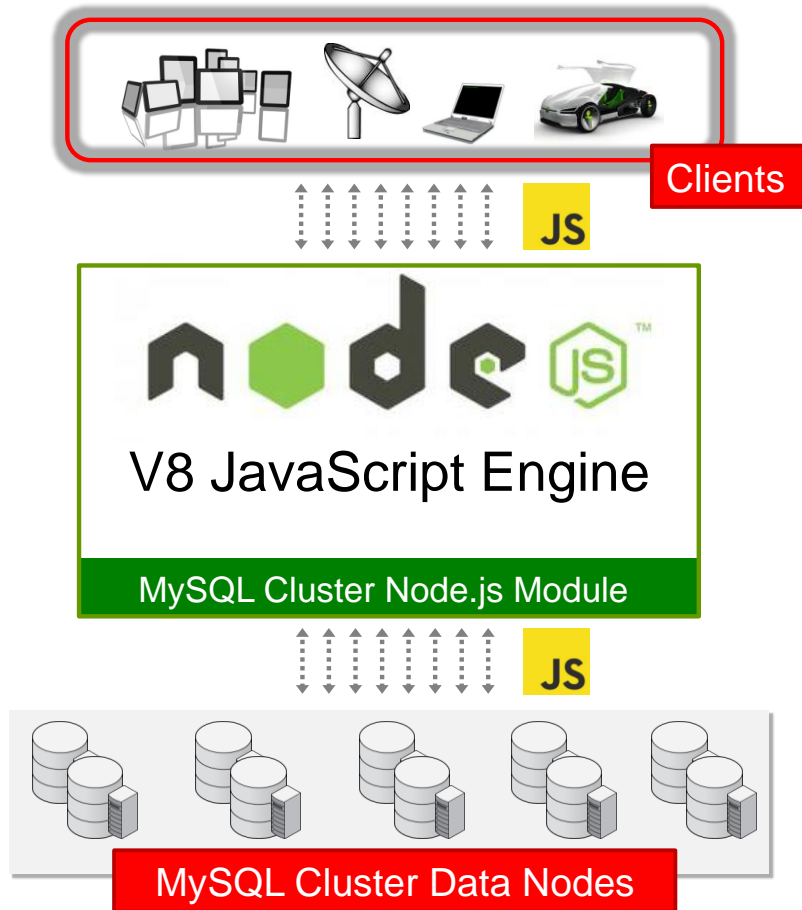 Clients
JS
node JS ™
V8 JavaScript Engine
MySQL Cluster Node.js Module
JS
MySQL Cluster Data Nodes